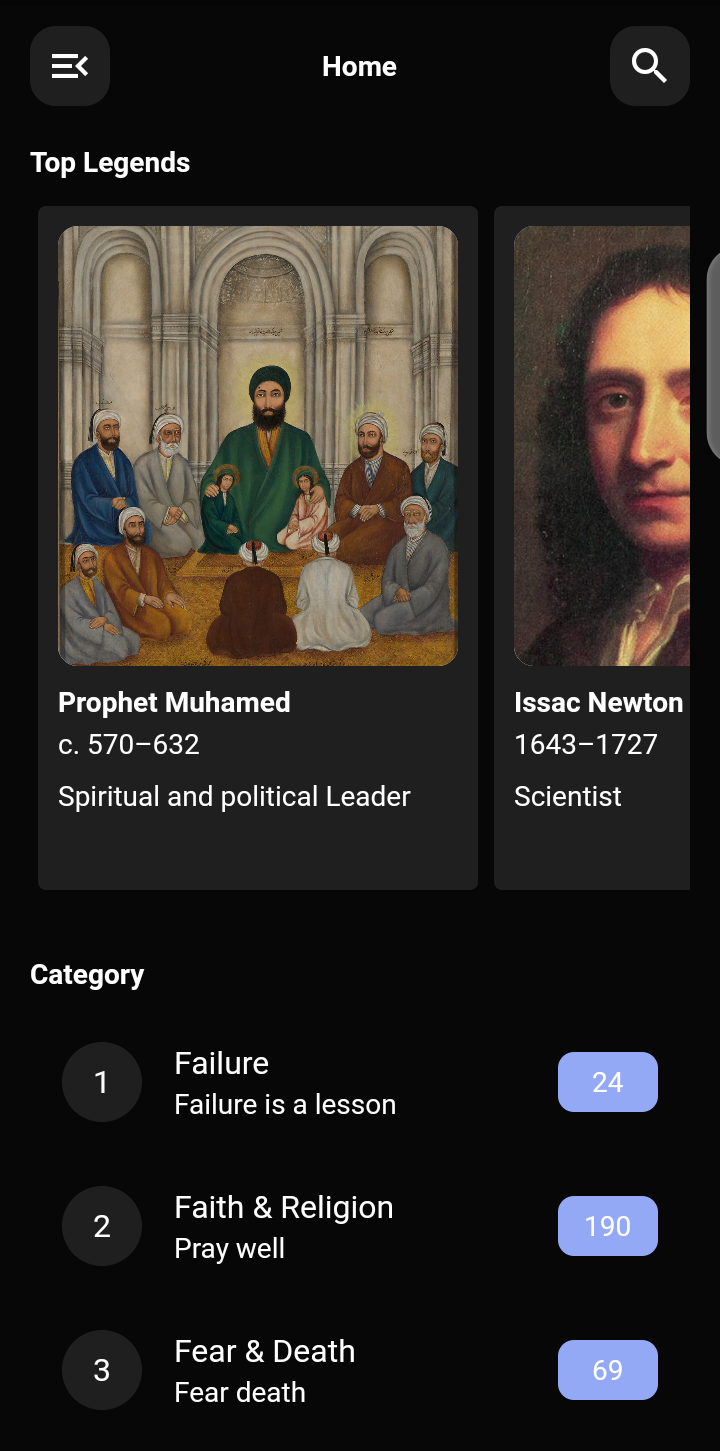 Home
Top Legends
Prophet Muhamed
c. 570–632
Spiritual and political Leader
Issac Newton
1643–1727
Scientist
Category
1
Failure
Failure is a lesson
24
2
Faith & Religion
Pray well
190
3
Fear & Death
Fear death
69